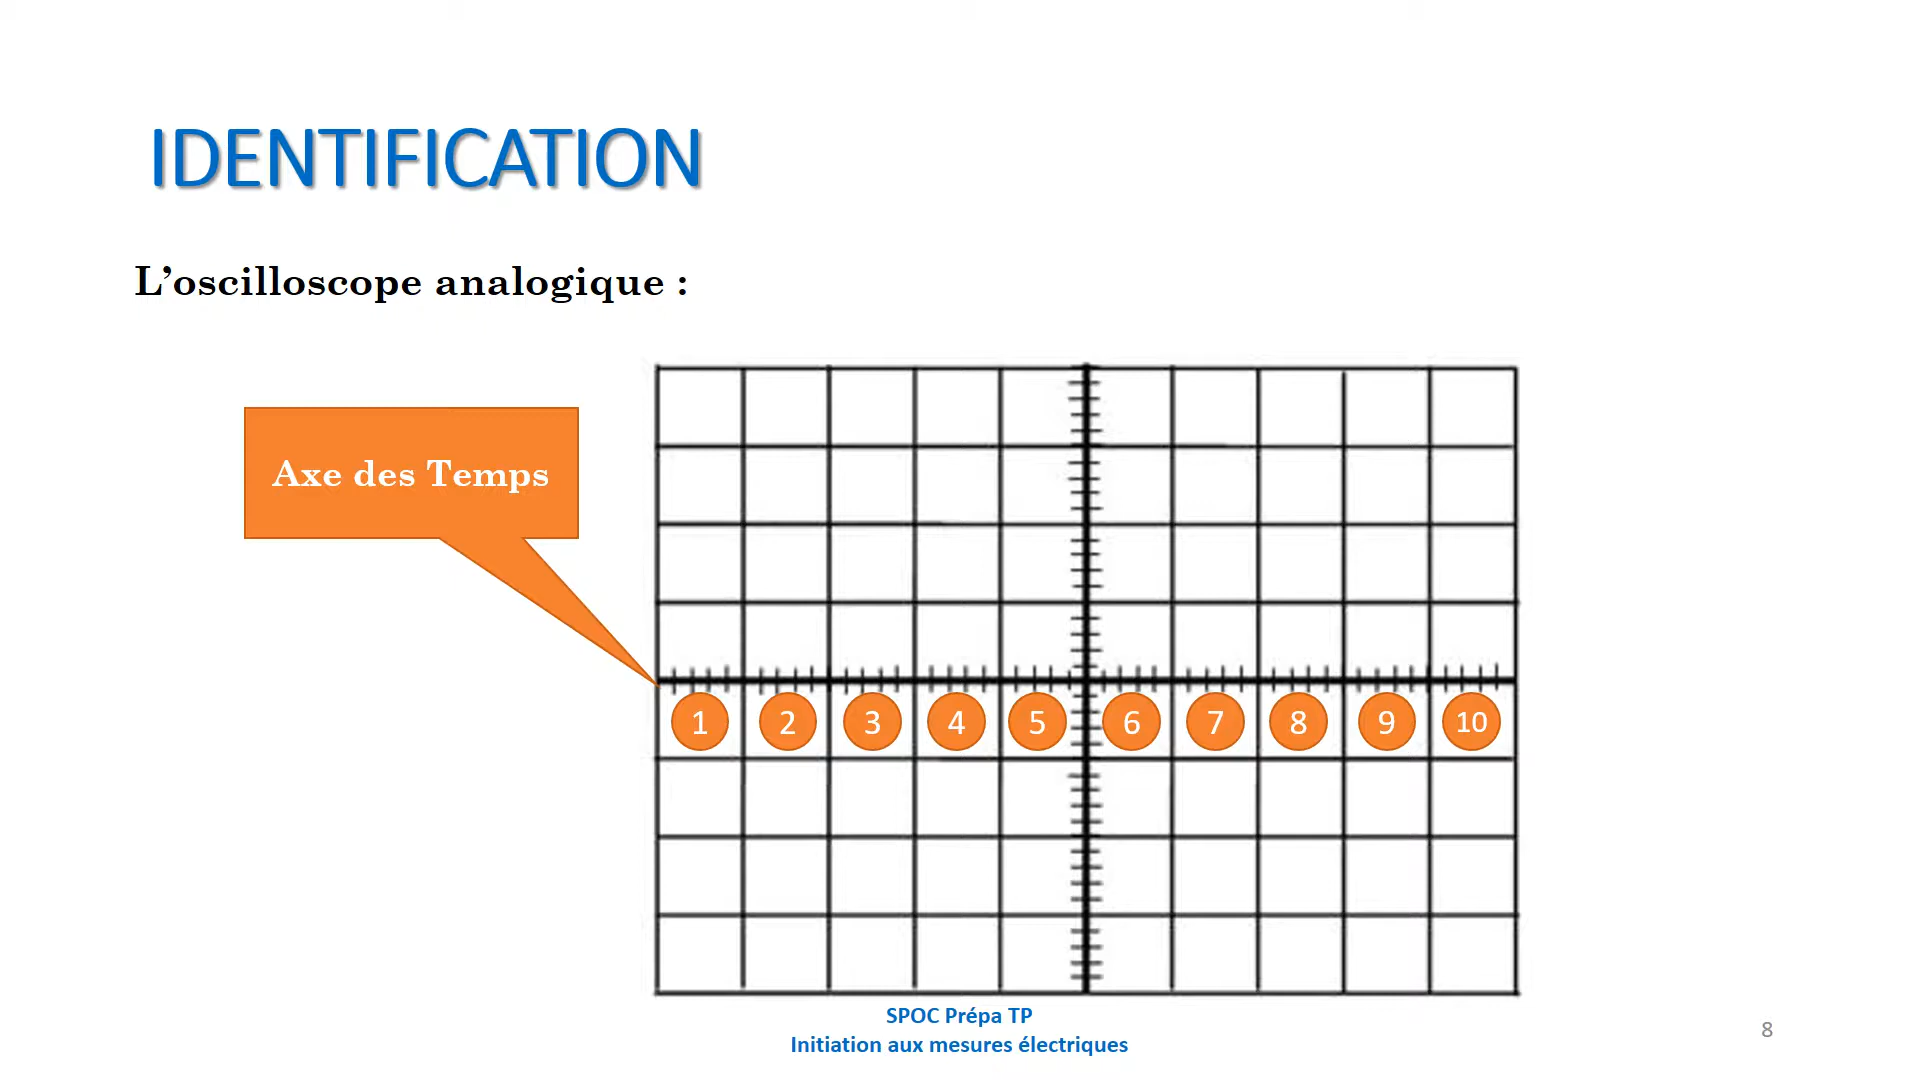 IDENTIFICATION
L’oscilloscope analogique :
Axe des Temps
1 2 3 4 5 6 7 8 9 10
SPOC Prépa TP
Initiation aux mesures électriques
8